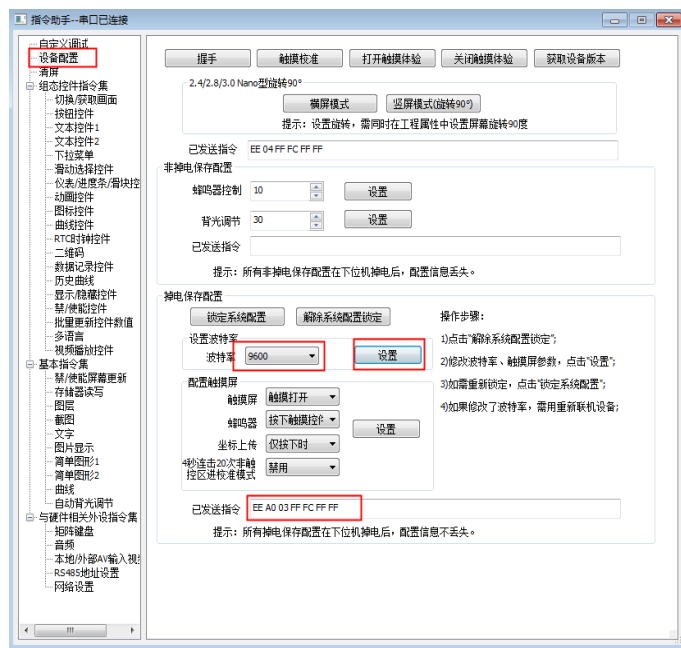 指令助手--串口已连接
自定义调试
设备配置
清屏
组态控件指令集
切换/获取画面
按钮控件
文本控件1
文本控件2
下拉菜单
滑动选择控件
仪表/进度条/滑块控
动画控件
图标控件
曲线控件
RTC时钟控件
二维码
数据记录控件
历史曲线
显示/隐藏控件
禁/使能控件
批里更新控件数值
多语言
视频播放控件
基本指令集
禁/使能屏幕更新
存储器读写
图层
截图
文字
图片显示
简单图形1
简单图形2
曲线
自动背光调节
与硬件相关外设指令集
矩阵键盘
音频
本地/外部AV输入视
RS485地址设置
网络设置
握手 触摸校准 打开触摸体验 关闭触摸体验 获取设备版本
2.4/2.8/3.0 Nano型旋转90°
横屏模式 竖屏模式(旋转90°)
提示：设置旋转，需同时在工程属性中设置屏幕旋转90度
已发送指令 EE 04 FF FC FF FF
非掉电保存配置
蜂鸣器控制 10 设置
背光调节 30 设置
已发送指令
提示：所有非掉电保存配置在下位机掉电后，配置信息丢失。
掉电保存配置
锁定系统配置 解除系统配置锁定
设置波特率
波特率 9600 设置
配置触摸屏
触摸屏 触摸打开
蜂鸣器 按下触摸控件
设置
坐标上传 仅按下时
4秒连击20次非触控区进校准模式 禁用
操作步骤：
1)点击"解除系统配置锁定";
2)修改波特率、触摸屏参数，点击"设置";
3)如需重新锁定，点击"锁定系统配置";
4)如果修改了波特率，需用重新联机设备;
已发送指令 EE A0 03 FF FC FF FF
提示：所有掉电保存配置在下位机掉电后，配置信息不丢失。